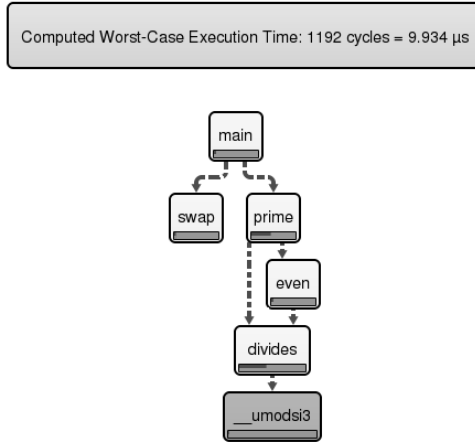 Computed Worst-Case Execution Time: 1192 cycles = 9.934 µs
main
swap
prime
even
divides
__umodsi3